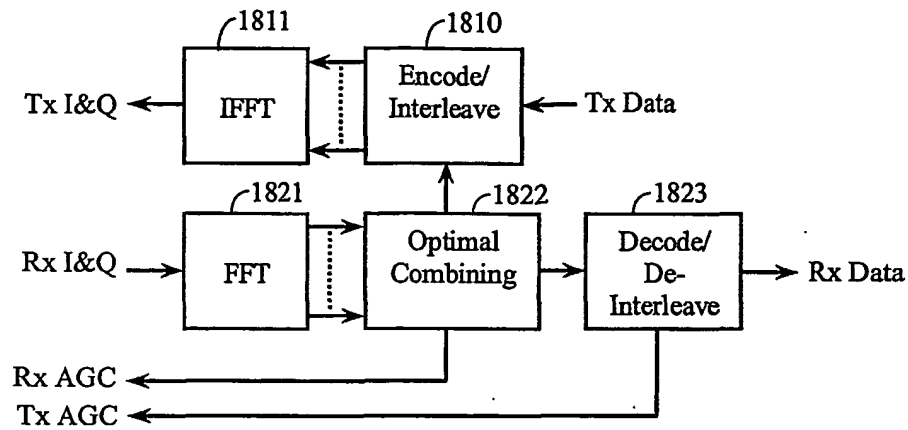 1811
1810
Tx I&Q
IFFT
Encode/
Interleave
Tx Data
1821
1822
1823
Rx I&Q
FFT
Optimal
Combining
Decode/
De-
Interleave
Rx Data
Rx AGC
Tx AGC